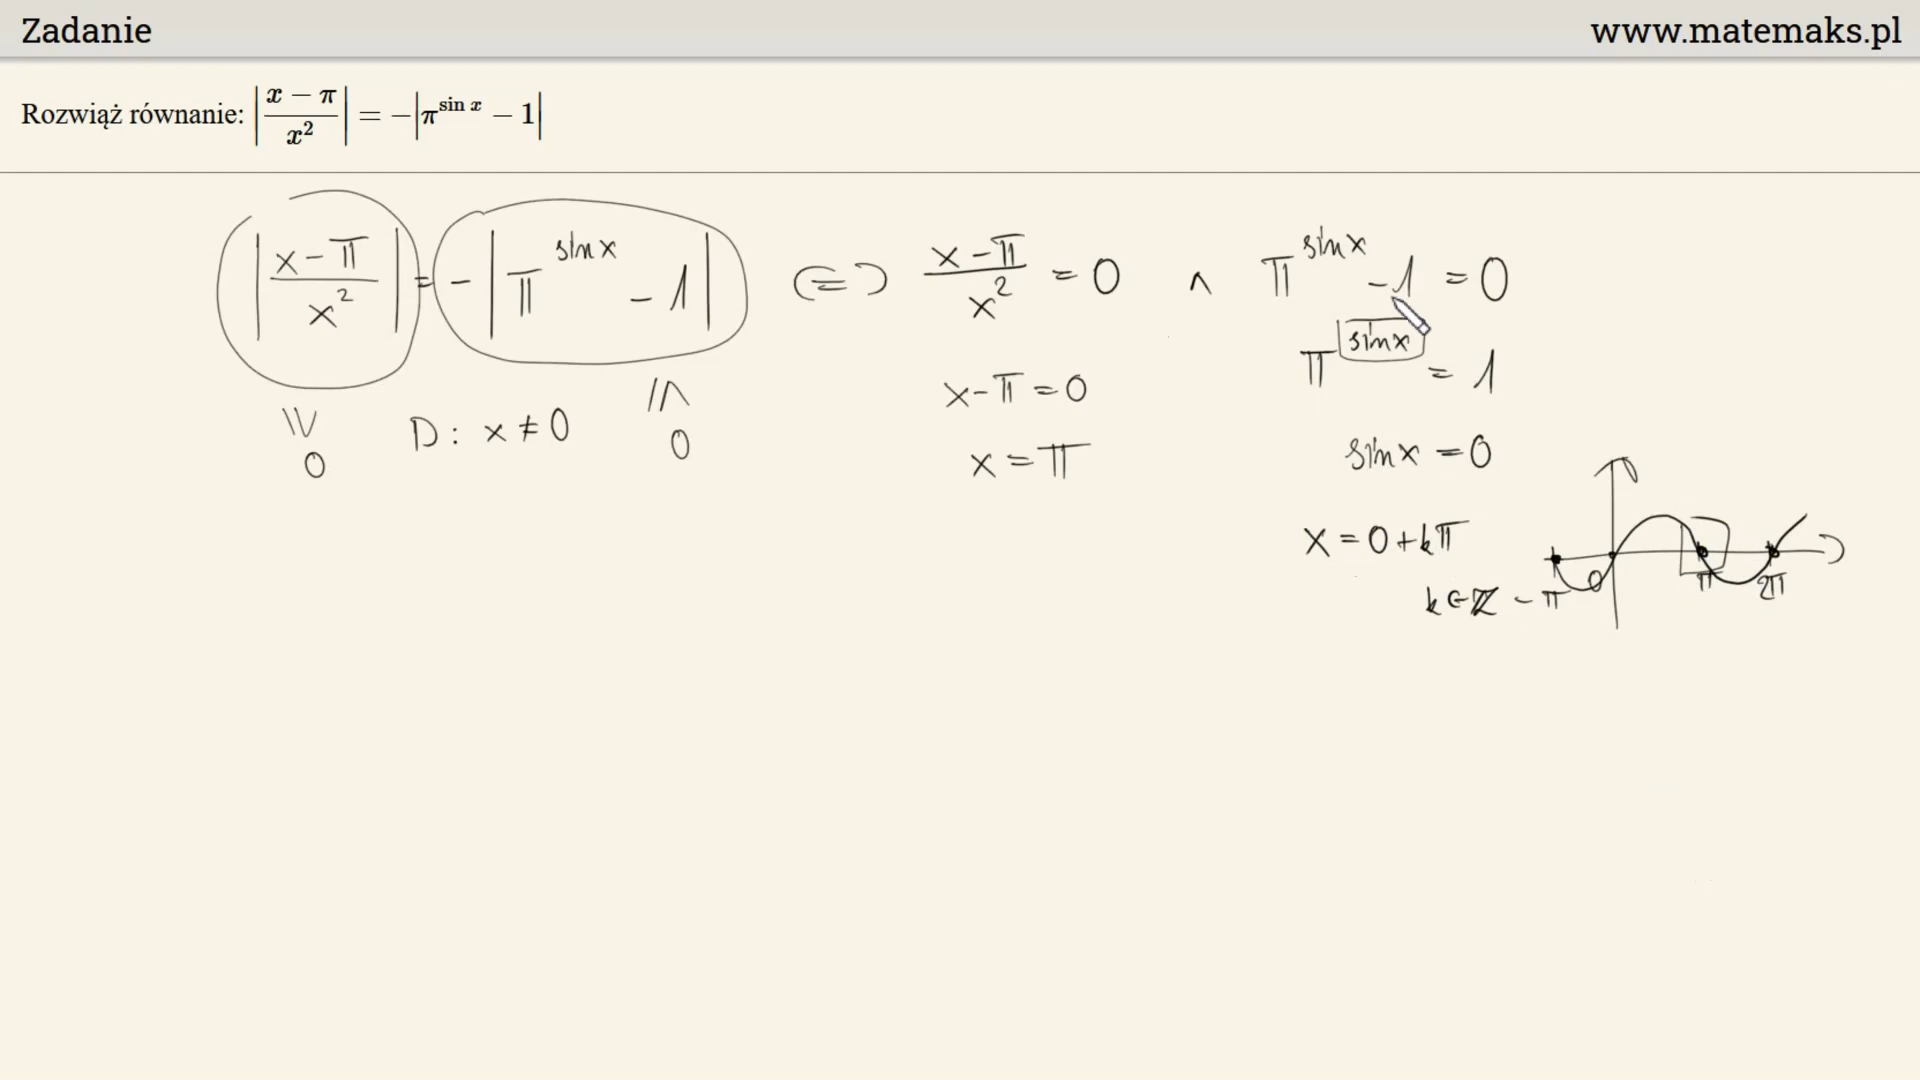 Zadanie
www.matemaks.pl
Rozwiąż równanie: |(x − π)/x²| = −|π^(sin x) − 1|
|(x−π)/x²| = −|π^(sin x) − 1| ⇔ (x−π)/x² = 0 ∧ π^(sin x) − 1 = 0
π^(sin x) = 1
x−π = 0
D: x ≠ 0
≥ 0
≤ 0
x = π
sin x = 0
x = 0+kπ
k∈ℤ
-π 0 π 2π